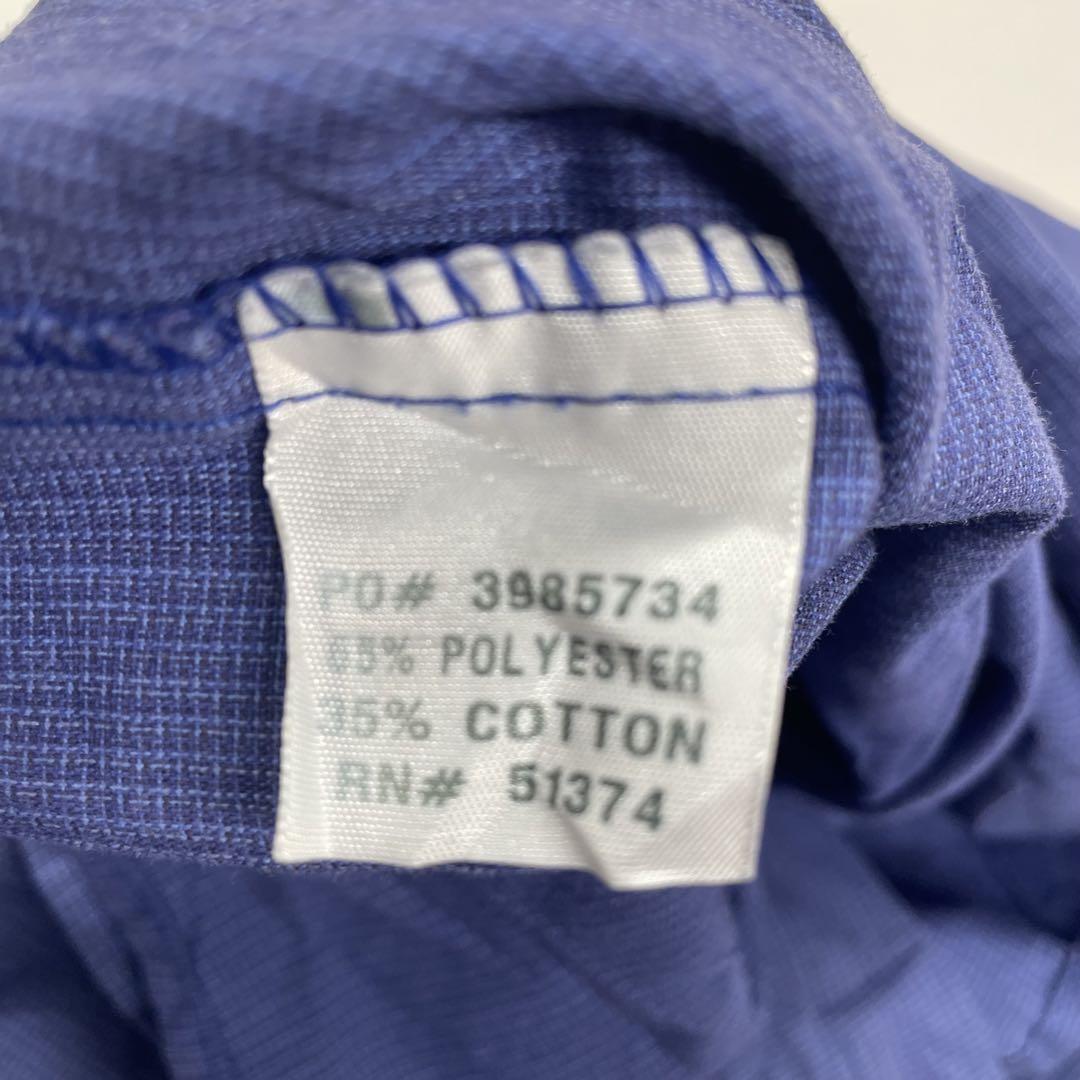 PO# 3985734
65% POLYESTER
35% COTTON
RN# 51374